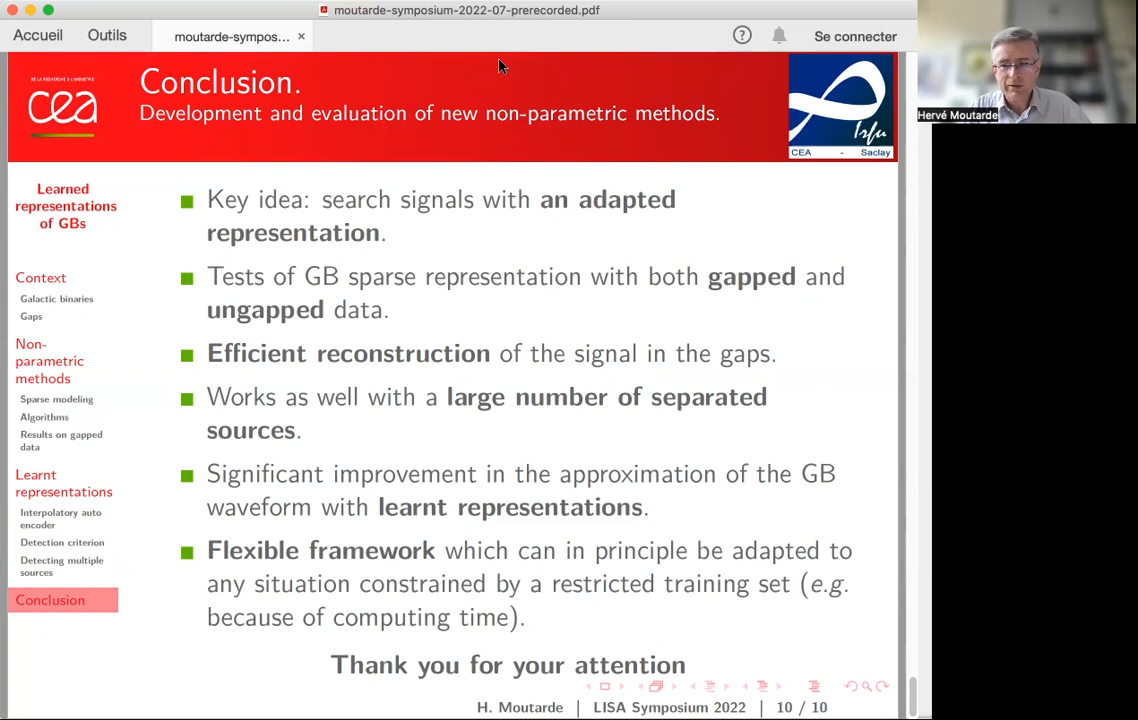 moutarde-symposium-2022-07-prerecorded.pdf
Accueil
Outils
moutarde-sympos...
×
?
Se connecter
Hervé Moutarde
DE LA RECHERCHE À L'INDUSTRIE
cea
Conclusion.
Development and evaluation of new non-parametric methods.
Irfu
CEA - Saclay
Learned
representations
of GBs
Context
Galactic binaries
Gaps
Non-
parametric
methods
Sparse modeling
Algorithms
Results on gapped
data
Learnt
representations
Interpolatory auto
encoder
Detection criterion
Detecting multiple
sources
Conclusion
Key idea: search signals with an adapted
representation.
Tests of GB sparse representation with both gapped and
ungapped data.
Efficient reconstruction of the signal in the gaps.
Works as well with a large number of separated
sources.
Significant improvement in the approximation of the GB
waveform with learnt representations.
Flexible framework which can in principle be adapted to
any situation constrained by a restricted training set (e.g.
because of computing time).
Thank you for your attention
H. Moutarde | LISA Symposium 2022 | 10 / 10